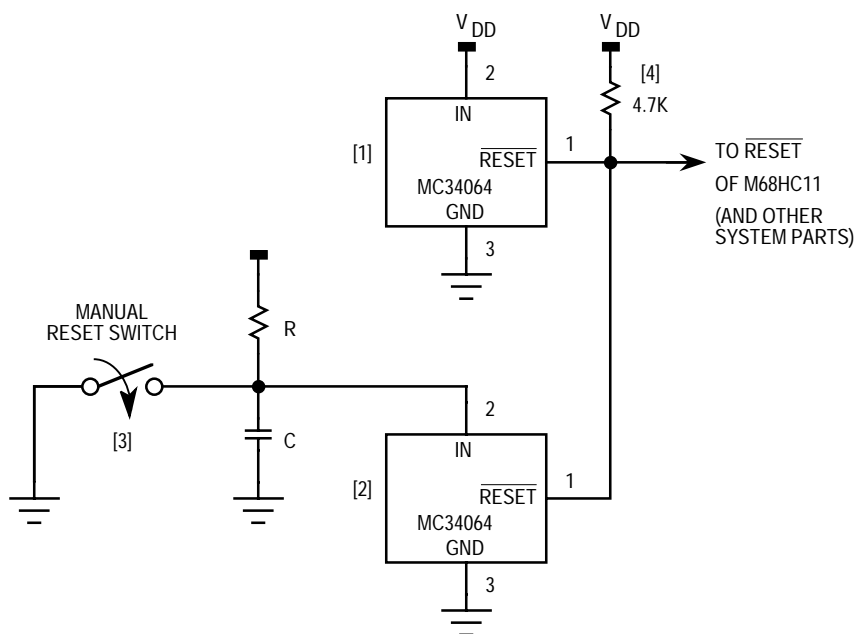 V DD
V DD
2
[4]
4.7K
IN
[1]
RESET
1
TO RESET
OF M68HC11
(AND OTHER
SYSTEM PARTS)
MC34064
GND
3
MANUAL
RESET SWITCH
R
2
[3]
C
IN
[2]
RESET
1
MC34064
GND
3